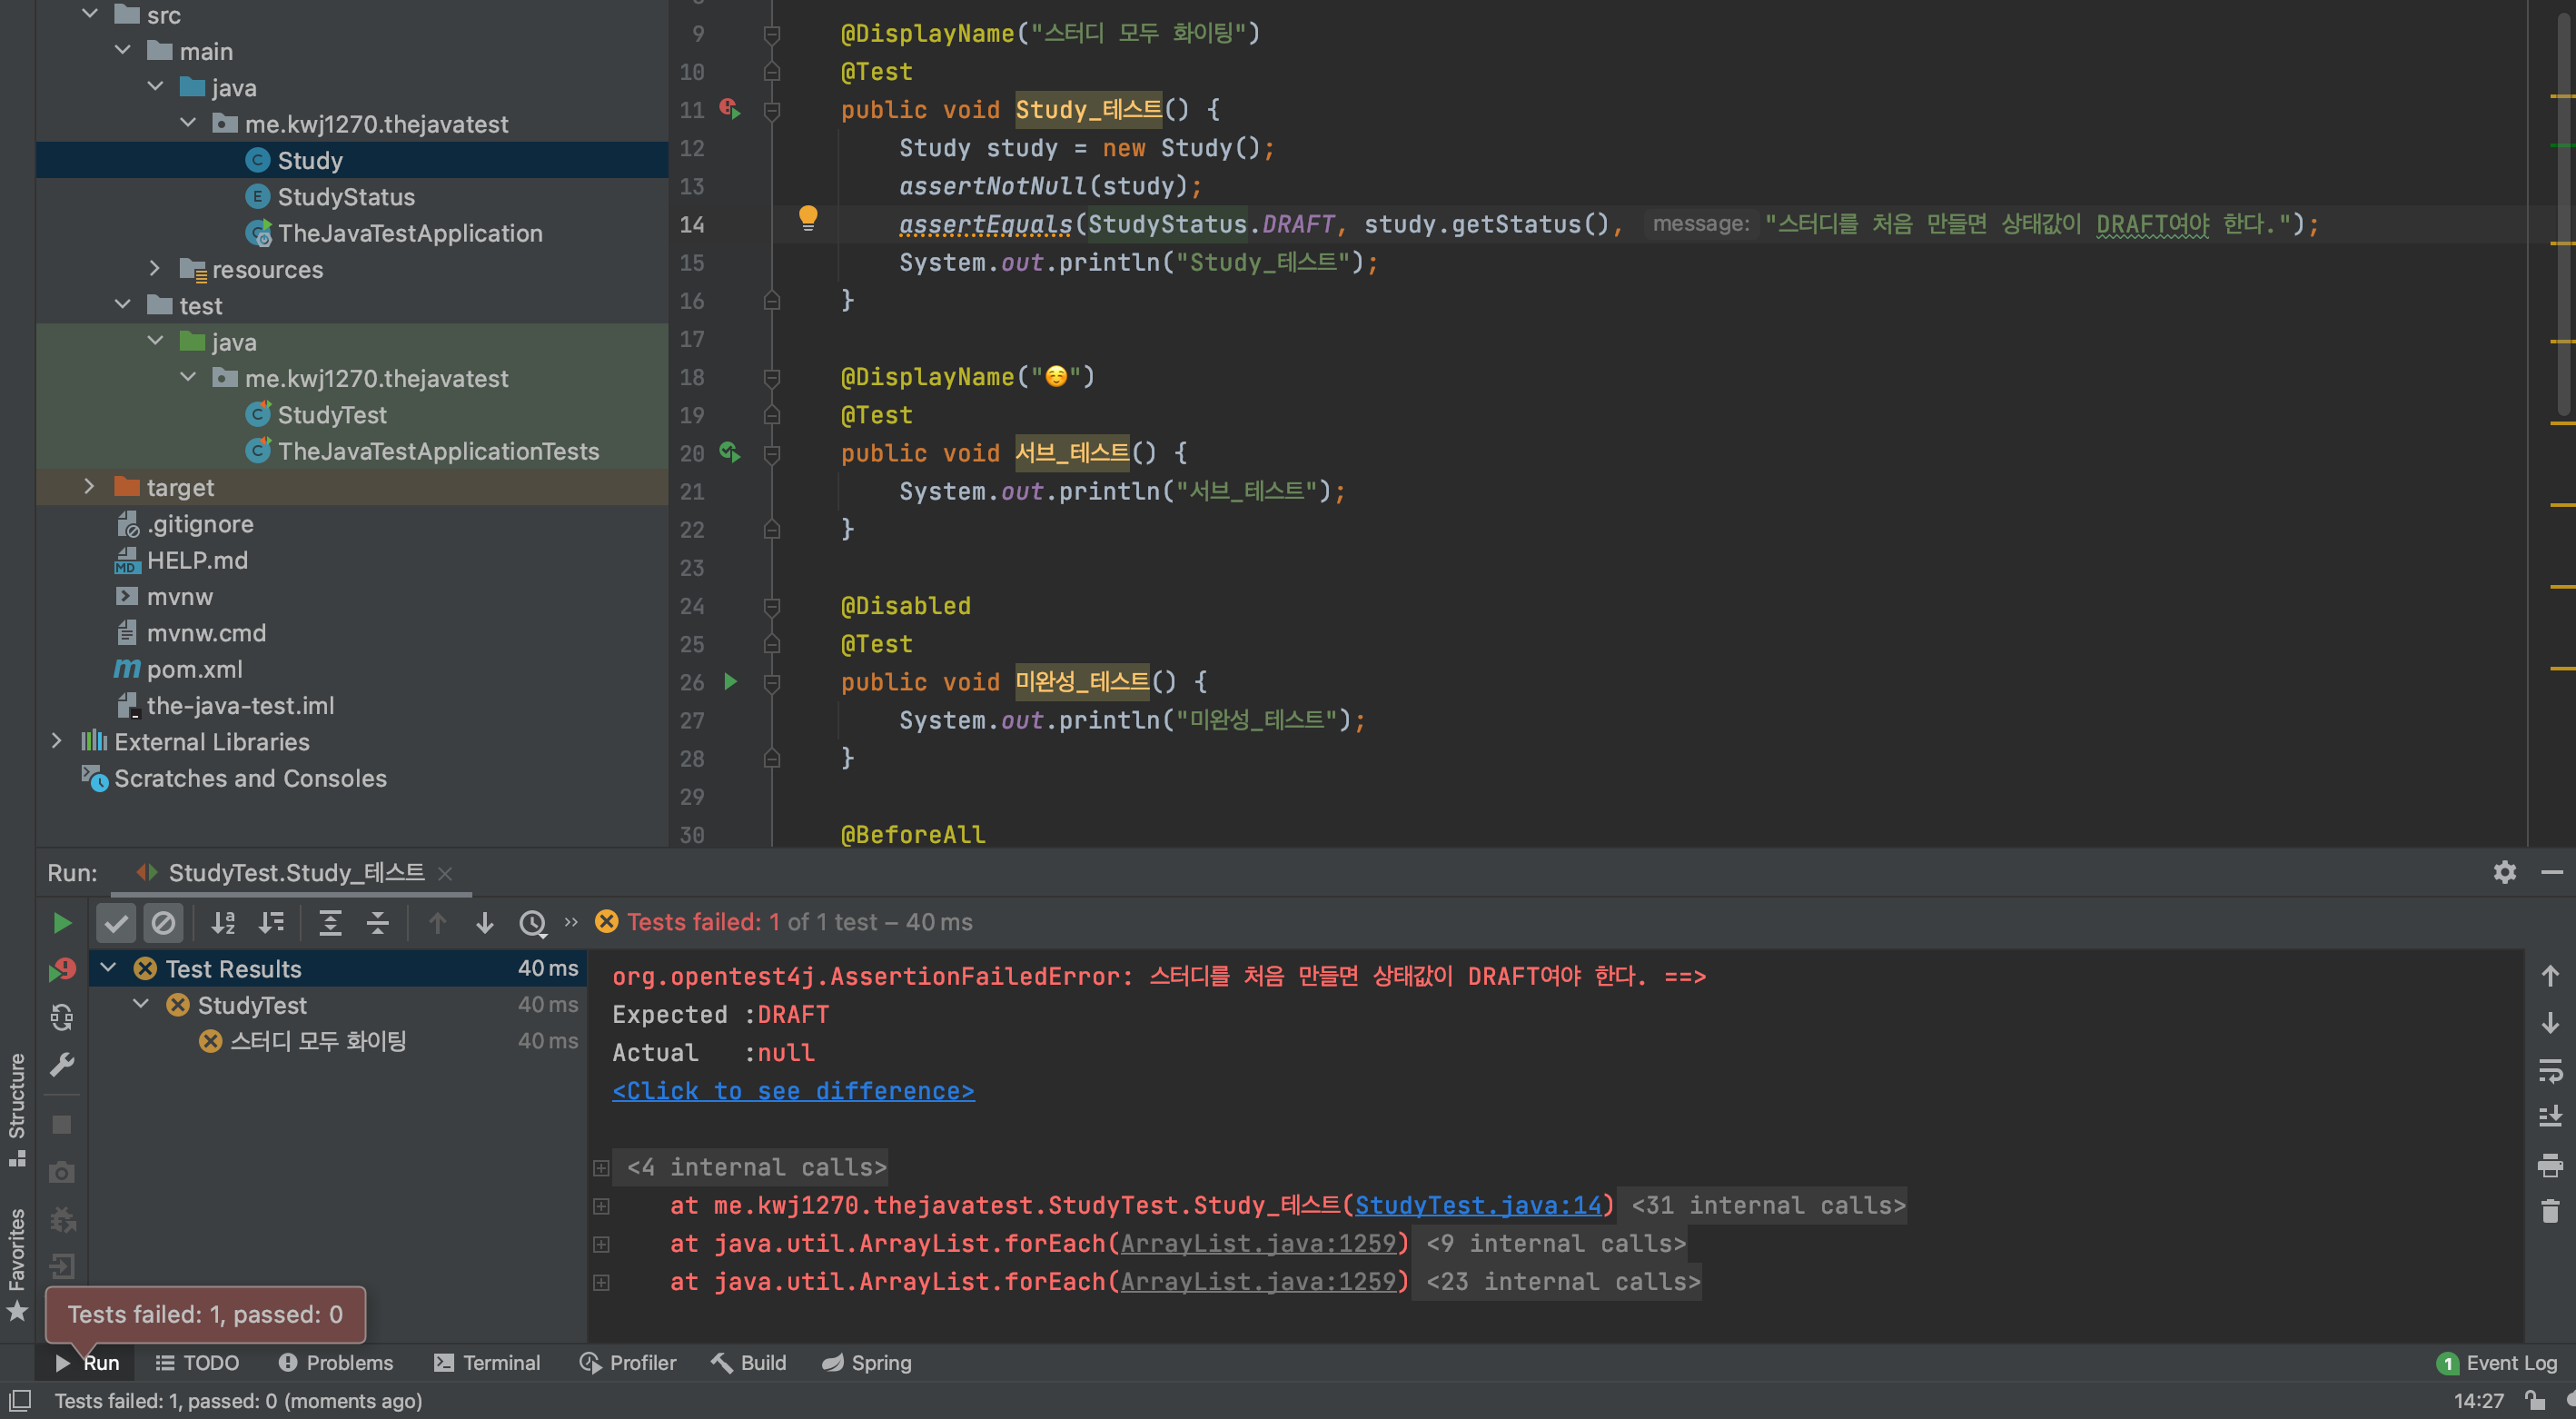 src
main
java
me.kwj1270.thejavatest
Study
StudyStatus
TheJavaTestApplication
resources
test
java
me.kwj1270.thejavatest
StudyTest
TheJavaTestApplicationTests
target
.gitignore
HELP.md
mvnw
mvnw.cmd
pom.xml
the-java-test.iml
External Libraries
Scratches and Consoles
9 @DisplayName("스터디 모두 화이팅")
10 @Test
11 public void Study_테스트() {
12 Study study = new Study();
13 assertNotNull(study);
14 assertEquals(StudyStatus.DRAFT, study.getStatus(), message: "스터디를 처음 만들면 상태값이 DRAFT여야 한다.");
15 System.out.println("Study_테스트");
16 }
17
18 @DisplayName("☺️")
19 @Test
20 public void 서브_테스트() {
21 System.out.println("서브_테스트");
22 }
23
24 @Disabled
25 @Test
26 public void 미완성_테스트() {
27 System.out.println("미완성_테스트");
28 }
29
30 @BeforeAll
Run: StudyTest.Study_테스트
Tests failed: 1 of 1 test – 40 ms
Test Results 40 ms
StudyTest 40 ms
스터디 모두 화이팅 40 ms
org.opentest4j.AssertionFailedError: 스터디를 처음 만들면 상태값이 DRAFT여야 한다. ==>
Expected :DRAFT
Actual   :null
<Click to see difference>
<4 internal calls>
at me.kwj1270.thejavatest.StudyTest.Study_테스트(StudyTest.java:14) <31 internal calls>
at java.util.ArrayList.forEach(ArrayList.java:1259) <9 internal calls>
at java.util.ArrayList.forEach(ArrayList.java:1259) <23 internal calls>
Structure
Favorites
Tests failed: 1, passed: 0
Run TODO Problems Terminal Profiler Build Spring 1 Event Log
Tests failed: 1, passed: 0 (moments ago) 14:27